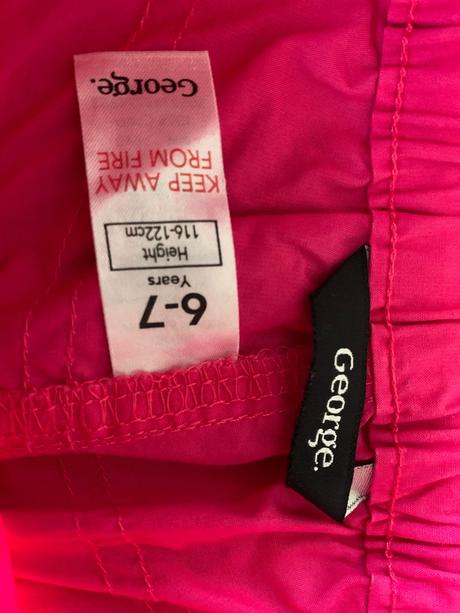 6-7
Years
Height
116-122cm
KEEP AWAY
FROM FIRE
George.
George.